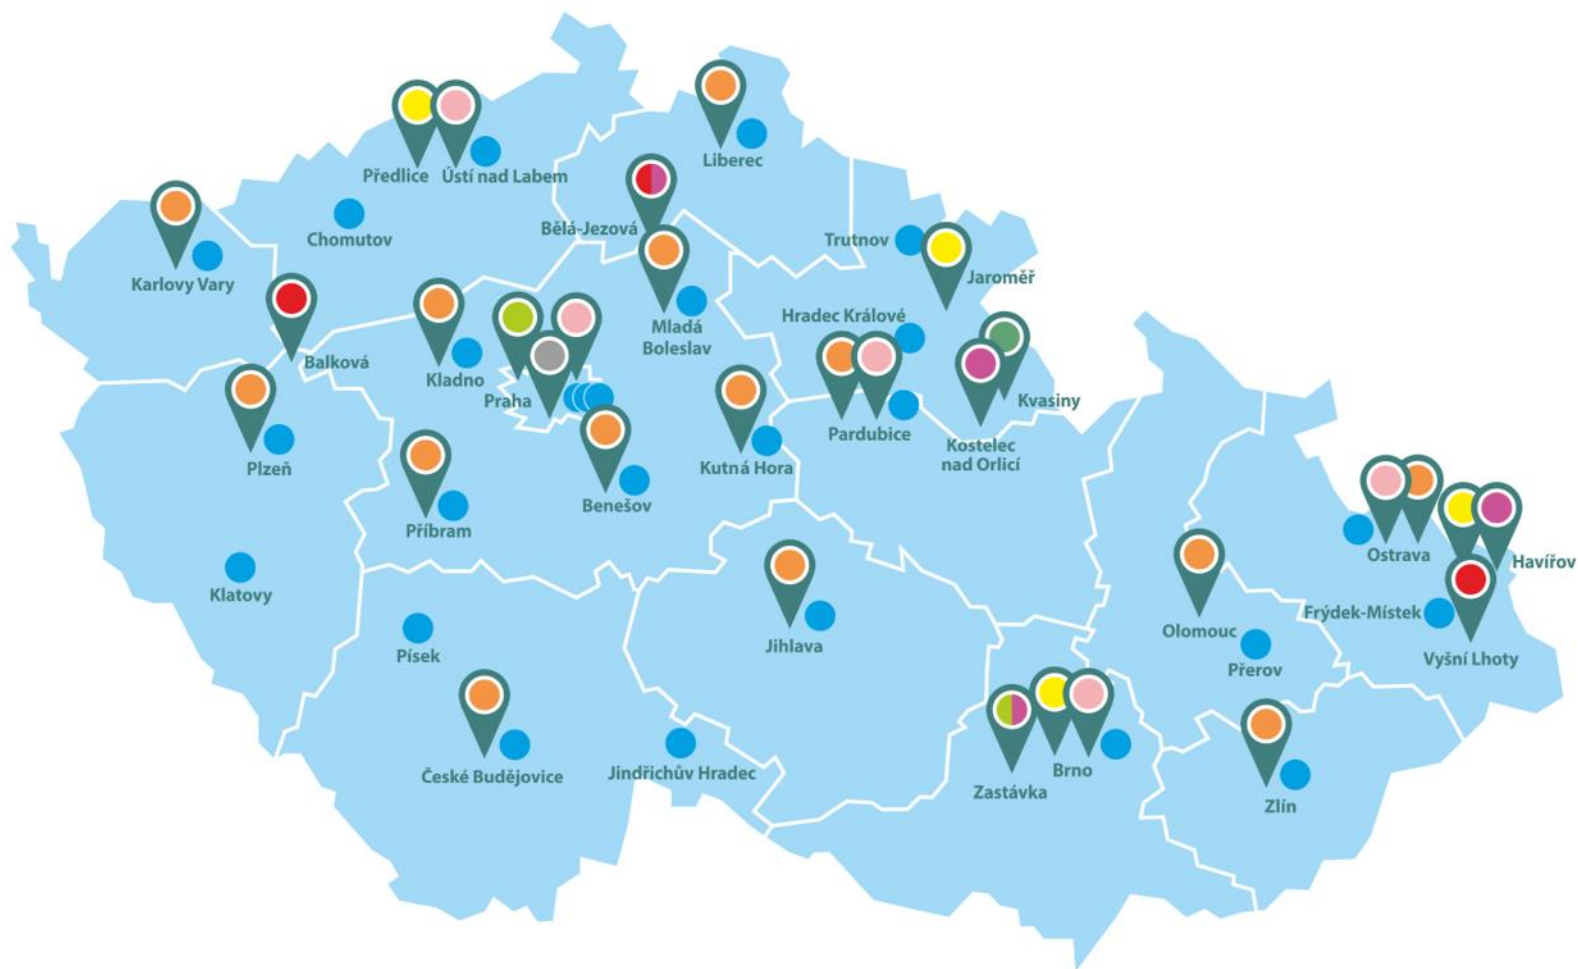 Liberec
Předlice
Ústí nad Labem
Bělá-Jezová
Chomutov
Trutnov
Jaroměř
Karlovy Vary
Hradec Králové
Mladá
Boleslav
Balková
Kladno
Praha
Kvasiny
Pardubice
Kostelec
nad Orlicí
Plzeň
Kutná Hora
Benešov
Příbram
Ostrava
Havířov
Klatovy
Frýdek-Místek
Olomouc
Jihlava
Písek
Vyšní Lhoty
Přerov
Brno
Jindřichův Hradec
České Budějovice
Zastávka
Zlín